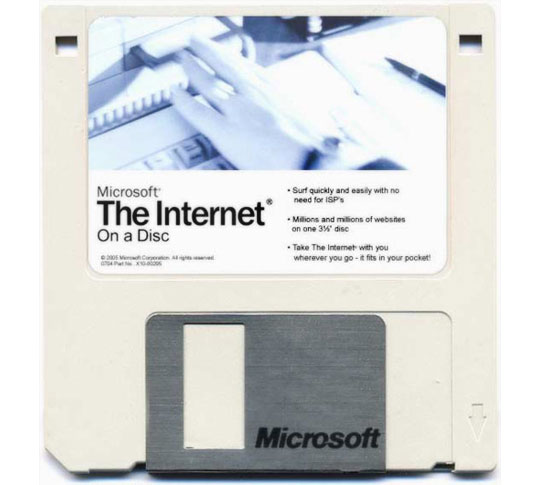 Microsoft®
The Internet®
On a Disc
© 2005 Microsoft Corporation. All rights reserved.
0704 Part No. X10-60295
• Surf quickly and easily with no
need for ISP's
• Millions and millions of websites
on one 3½" disc
• Take The Internet® with you
wherever you go - it fits in your pocket!
Microsoft